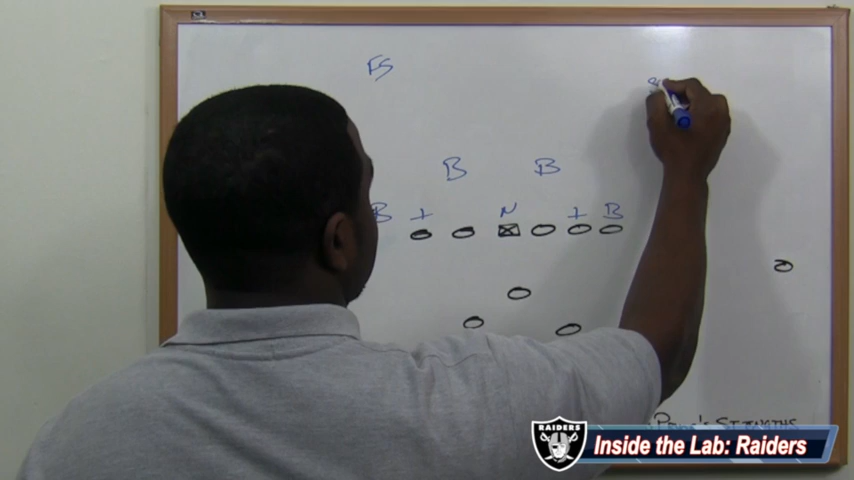 FS
B B
B T N T B
RAIDERS
Inside the Lab: Raiders